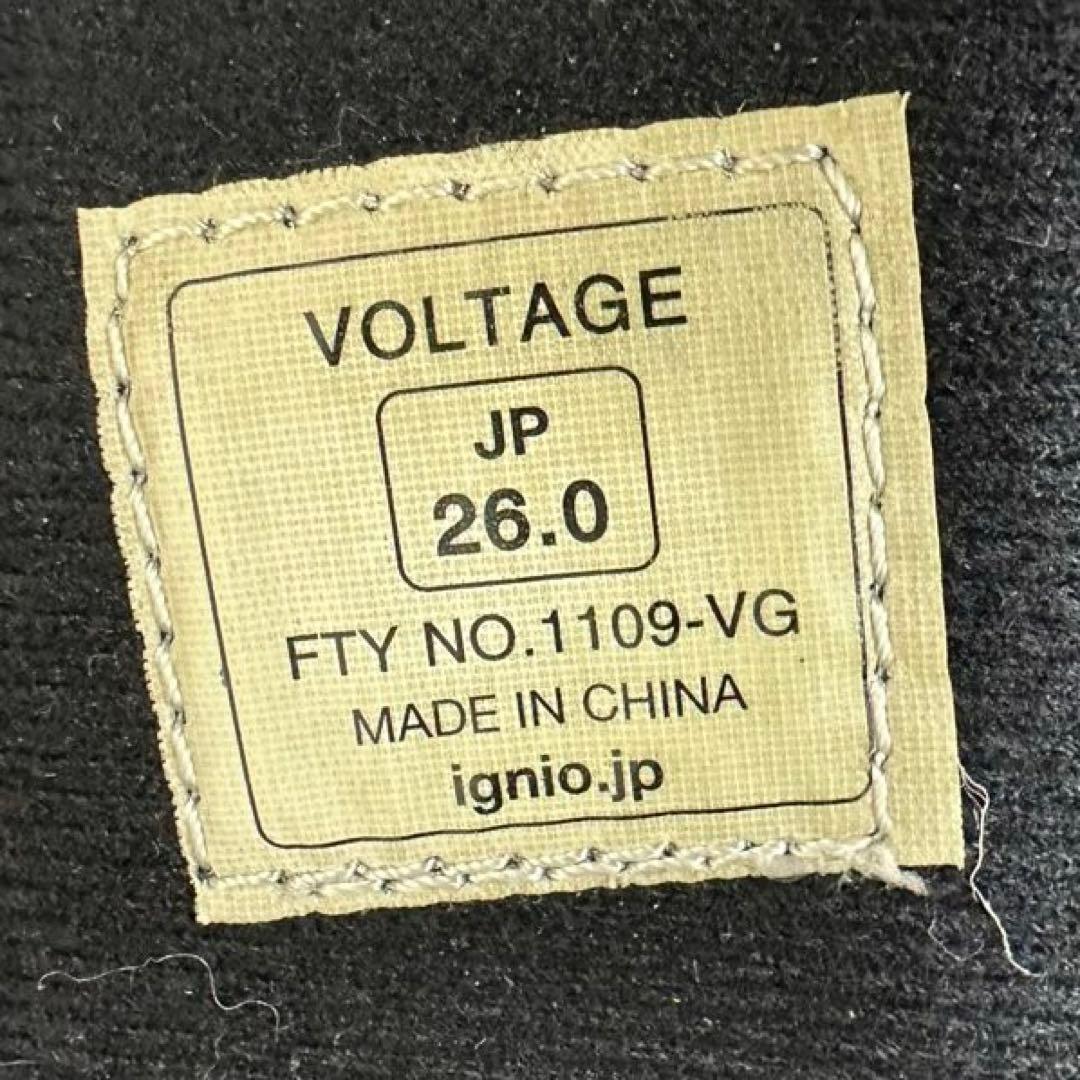 VOLTAGE
JP
26.0
FTY NO.1109-VG
MADE IN CHINA
ignio.jp